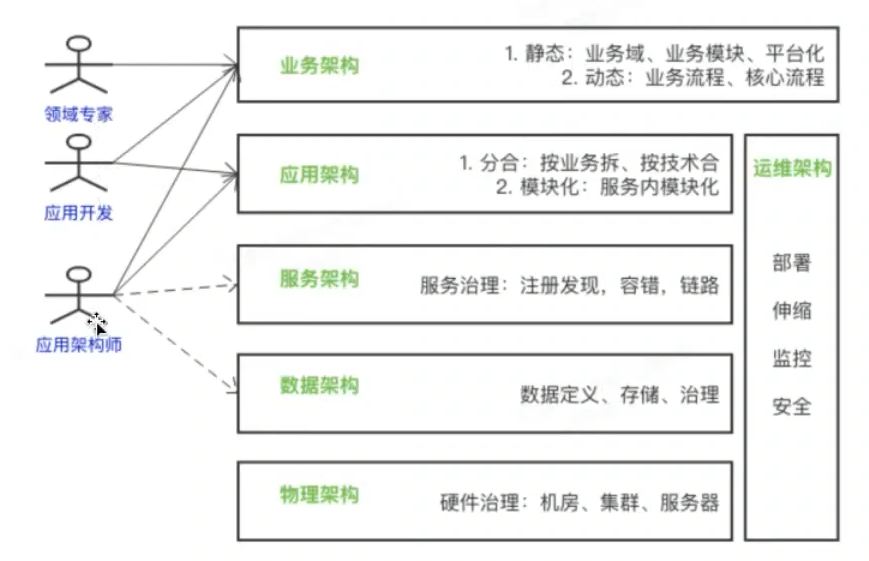 领域专家
应用开发
应用架构师
业务架构
1. 静态：业务域、业务模块、平台化
2. 动态：业务流程、核心流程
应用架构
1. 分合：按业务拆、按技术合
2. 模块化：服务内模块化
服务架构
服务治理：注册发现，容错，链路
数据架构
数据定义、存储、治理
物理架构
硬件治理：机房、集群、服务器
运维架构
部署
伸缩
监控
安全